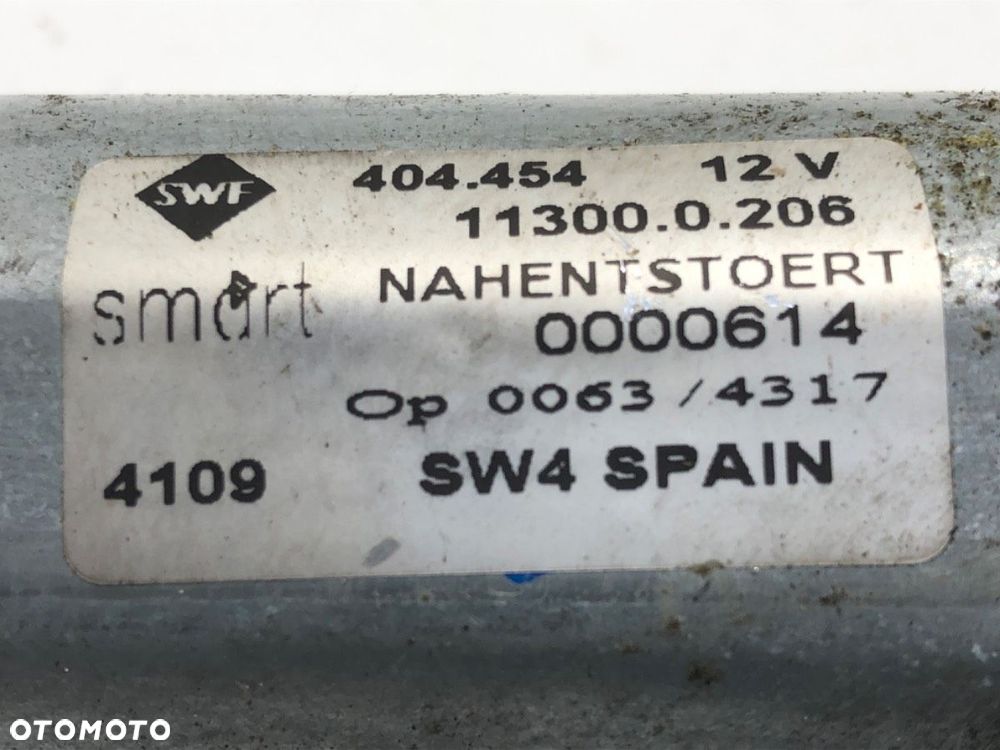 SWF 404.454 12 V
11300.0.206
smart NAHENTSTOERT
0000614
Op 0063/4317
4109 SW4 SPAIN
OTOMOTO